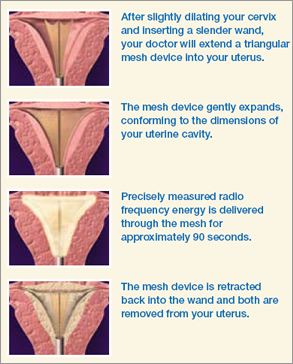 After slightly dilating your cervix
and inserting a slender wand,
your doctor will extend a triangular
mesh device into your uterus.
The mesh device gently expands,
conforming to the dimensions of
your uterine cavity.
Precisely measured radio
frequency energy is delivered
through the mesh for
approximately 90 seconds.
The mesh device is retracted
back into the wand and both are
removed from your uterus.